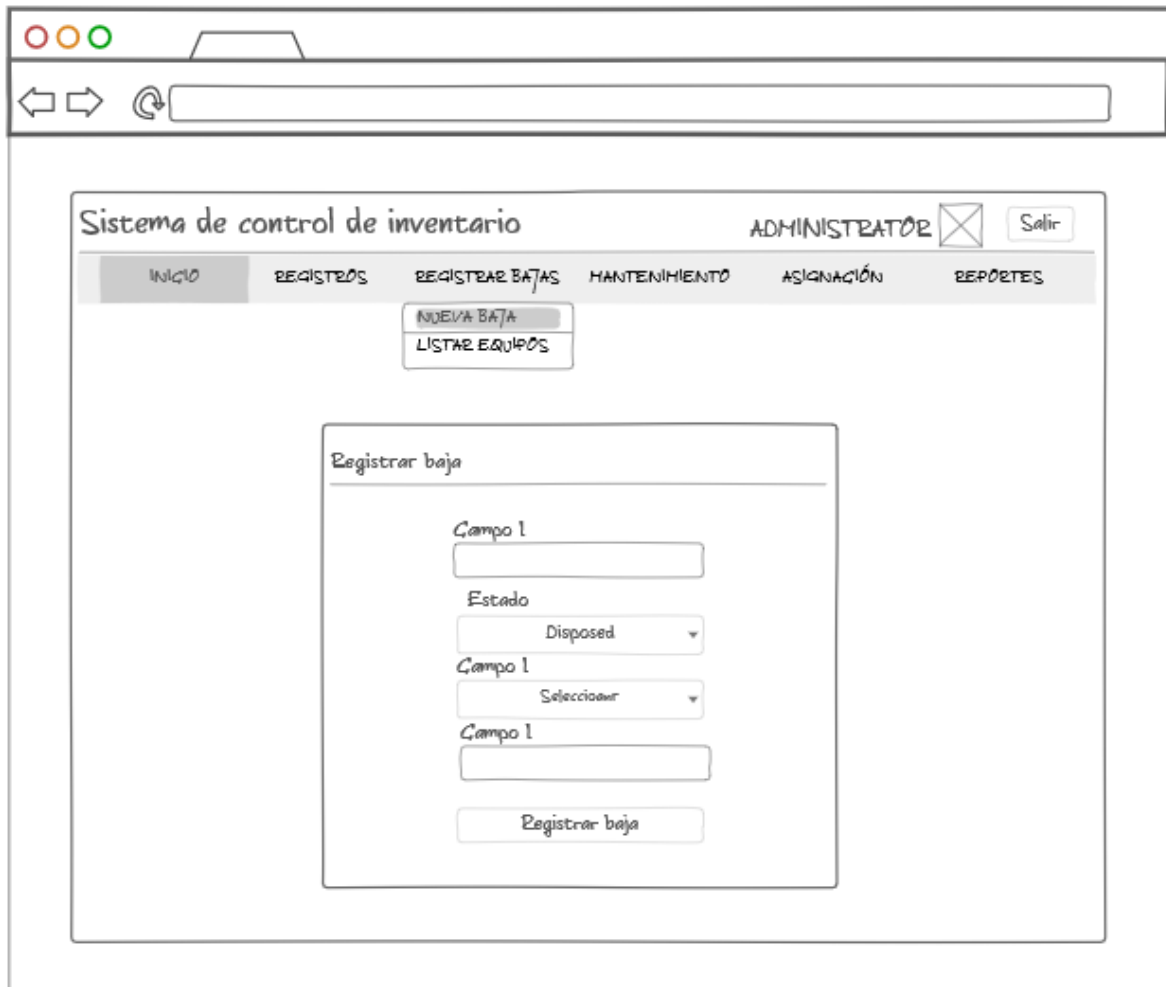 Sistema de control de inventario
ADMINISTRATOR
Salir
INICIO REGISTROS REGISTRAR BAJAS MANTENIMIENTO ASIGNACIÓN REPORTES
NUEVA BAJA
LISTAR EQUIPOS
Registrar baja
Campo 1
Estado
Disposed
Campo 1
Seleccioanr
Campo 1
Registrar baja